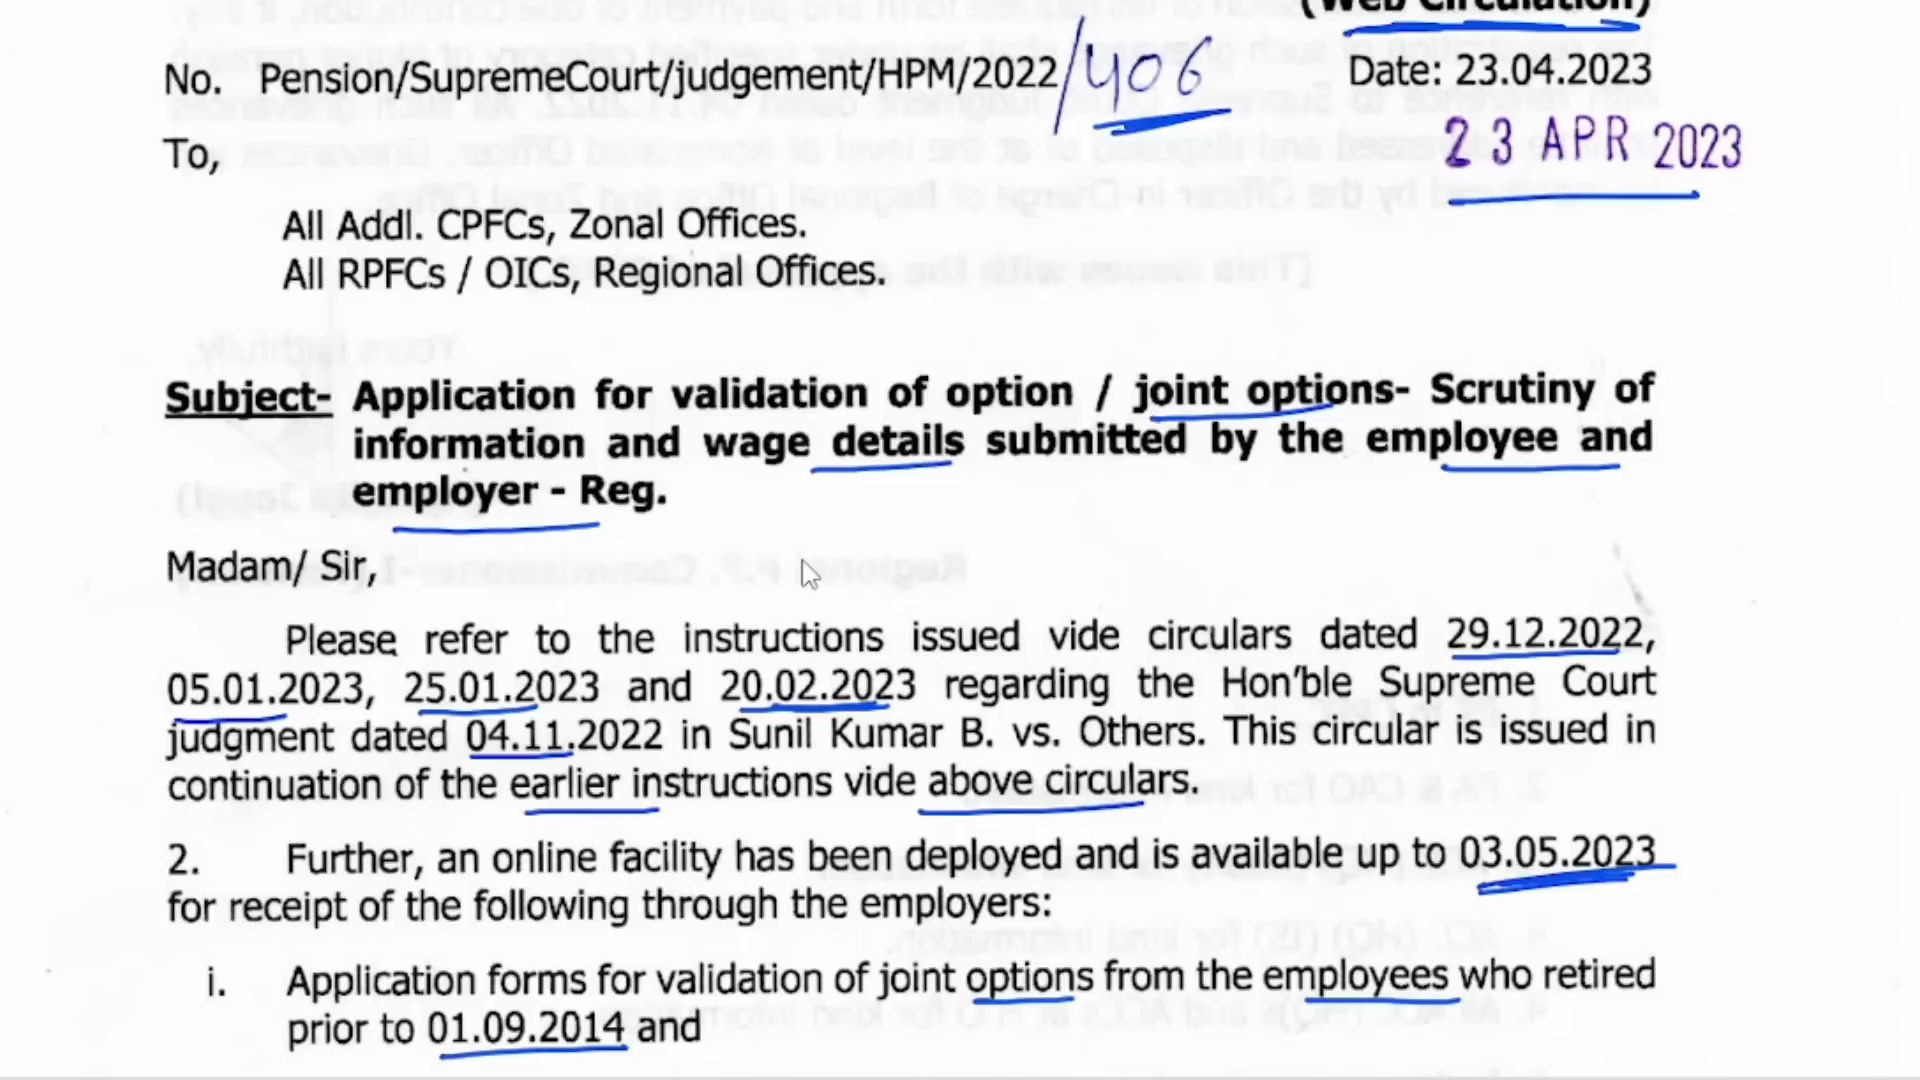 (Web Circulation)
No. Pension/SupremeCourt/judgement/HPM/2022/406 Date: 23.04.2023
23 APR 2023
To,
All Addl. CPFCs, Zonal Offices.
All RPFCs / OICs, Regional Offices.
Subject- Application for validation of option / joint options- Scrutiny of
information and wage details submitted by the employee and
employer - Reg.
Madam/ Sir,
Please refer to the instructions issued vide circulars dated 29.12.2022,
05.01.2023, 25.01.2023 and 20.02.2023 regarding the Hon'ble Supreme Court
judgment dated 04.11.2022 in Sunil Kumar B. vs. Others. This circular is issued in
continuation of the earlier instructions vide above circulars.
2. Further, an online facility has been deployed and is available up to 03.05.2023
for receipt of the following through the employers:
i. Application forms for validation of joint options from the employees who retired
prior to 01.09.2014 and